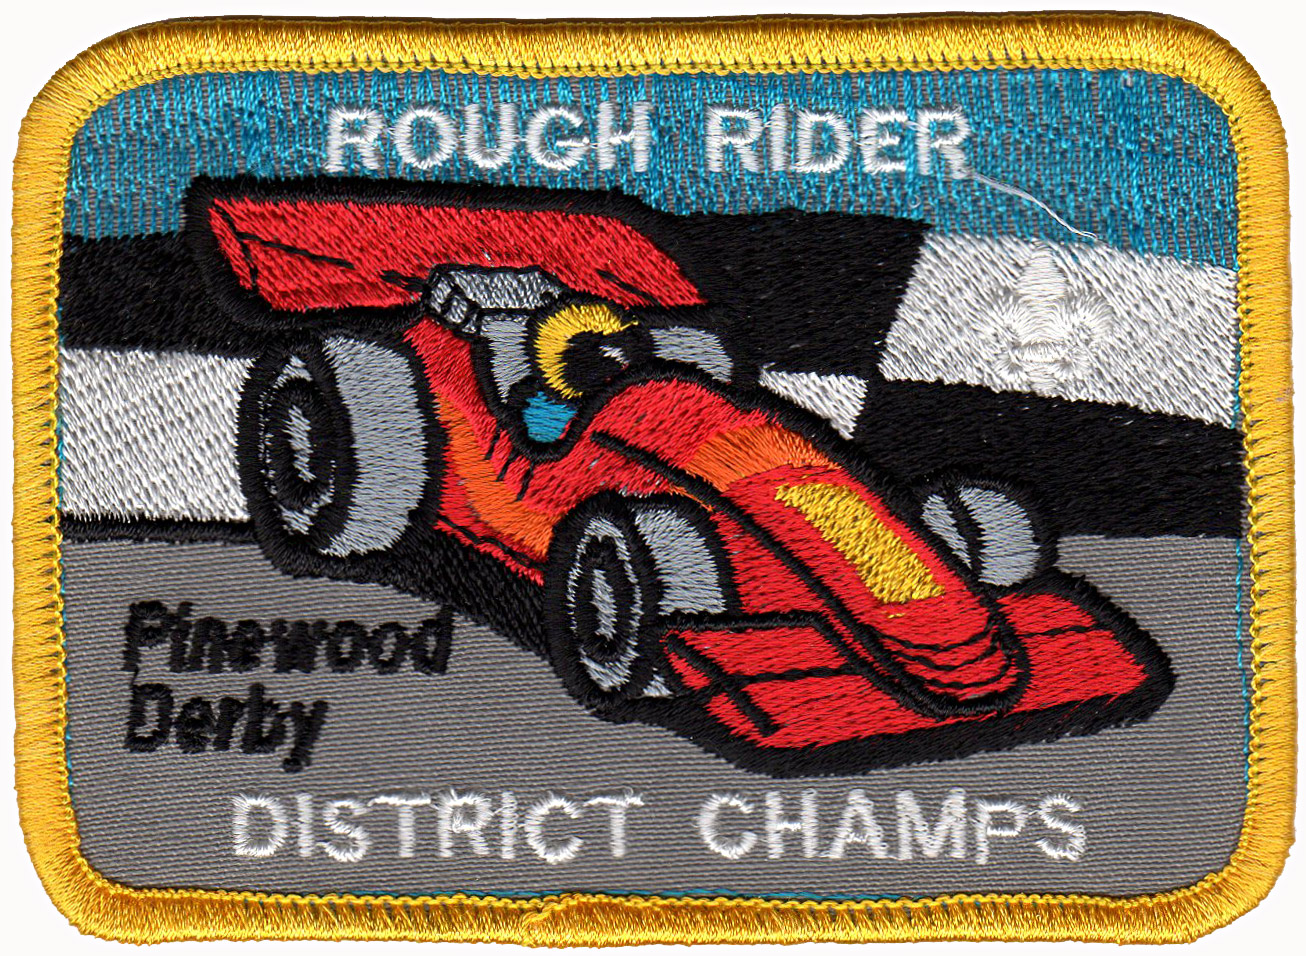 ROUGH RIDER
Pinewood
Derby
DISTRICT CHAMPS